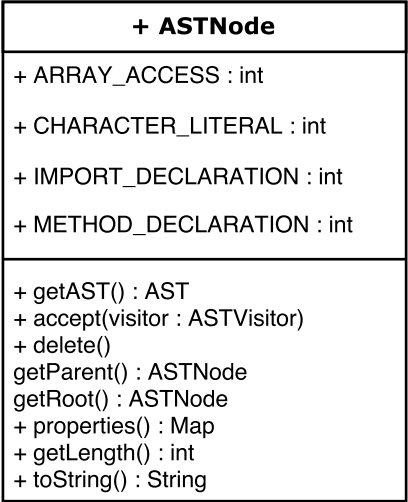 + ASTNode
+ ARRAY_ACCESS : int
+ CHARACTER_LITERAL : int
+ IMPORT_DECLARATION : int
+ METHOD_DECLARATION : int
+ getAST() : AST
+ accept(visitor : ASTVisitor)
+ delete()
getParent() : ASTNode
getRoot() : ASTNode
+ properties() : Map
+ getLength() : int
+ toString() : String